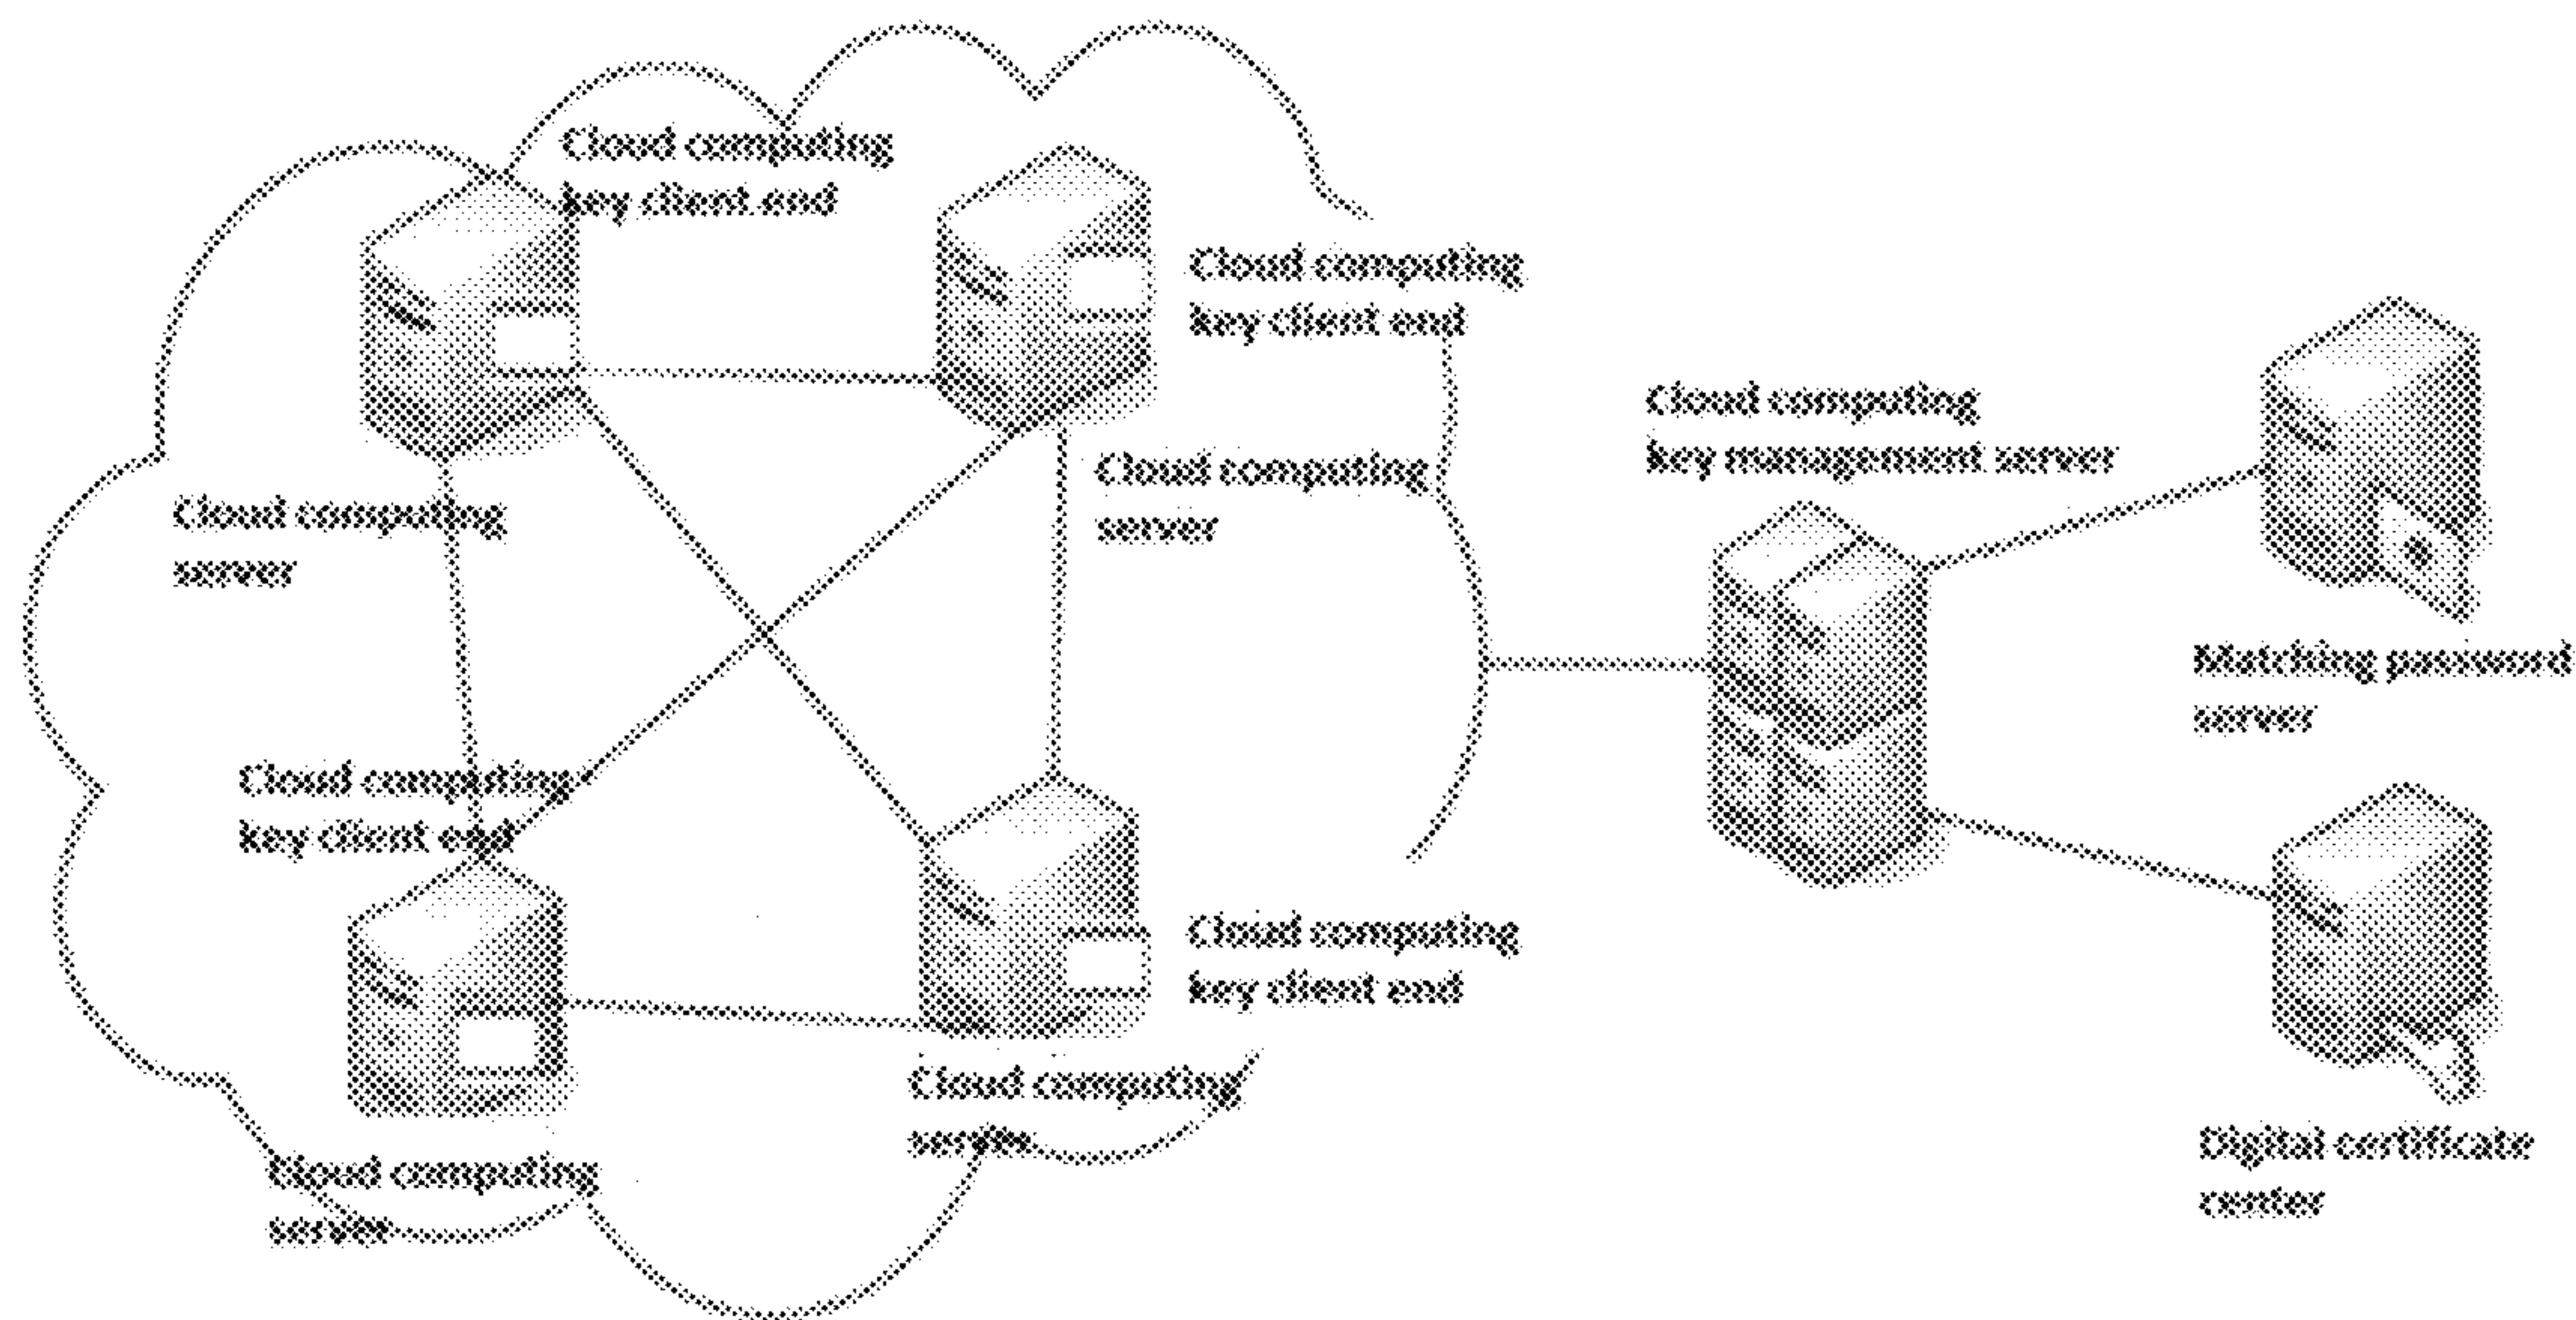 Cloud computing
key client end
Cloud computing
key client end
Cloud computing
key management server
Cloud computing
server
Cloud computing
server
Matching password
server
Cloud computing
key client end
Cloud computing
key client end
Cloud computing
server
Cloud computing
server
Digital certificate
center